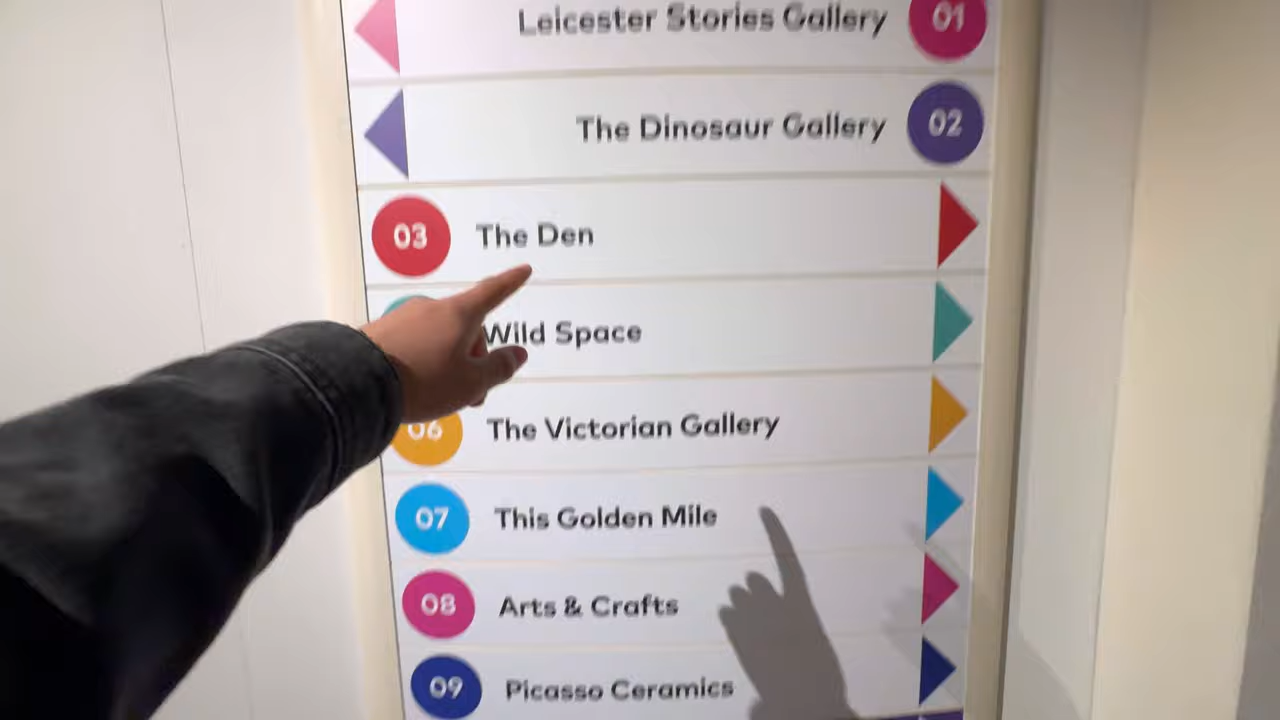 Leicester Stories Gallery 01
The Dinosaur Gallery 02
03 The Den
Wild Space
06 The Victorian Gallery
07 This Golden Mile
08 Arts & Crafts
09 Picasso Ceramics